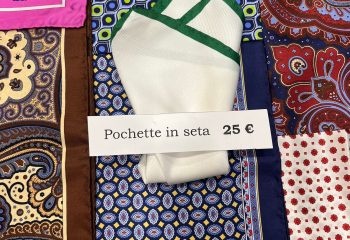 Pochette in seta 25 €